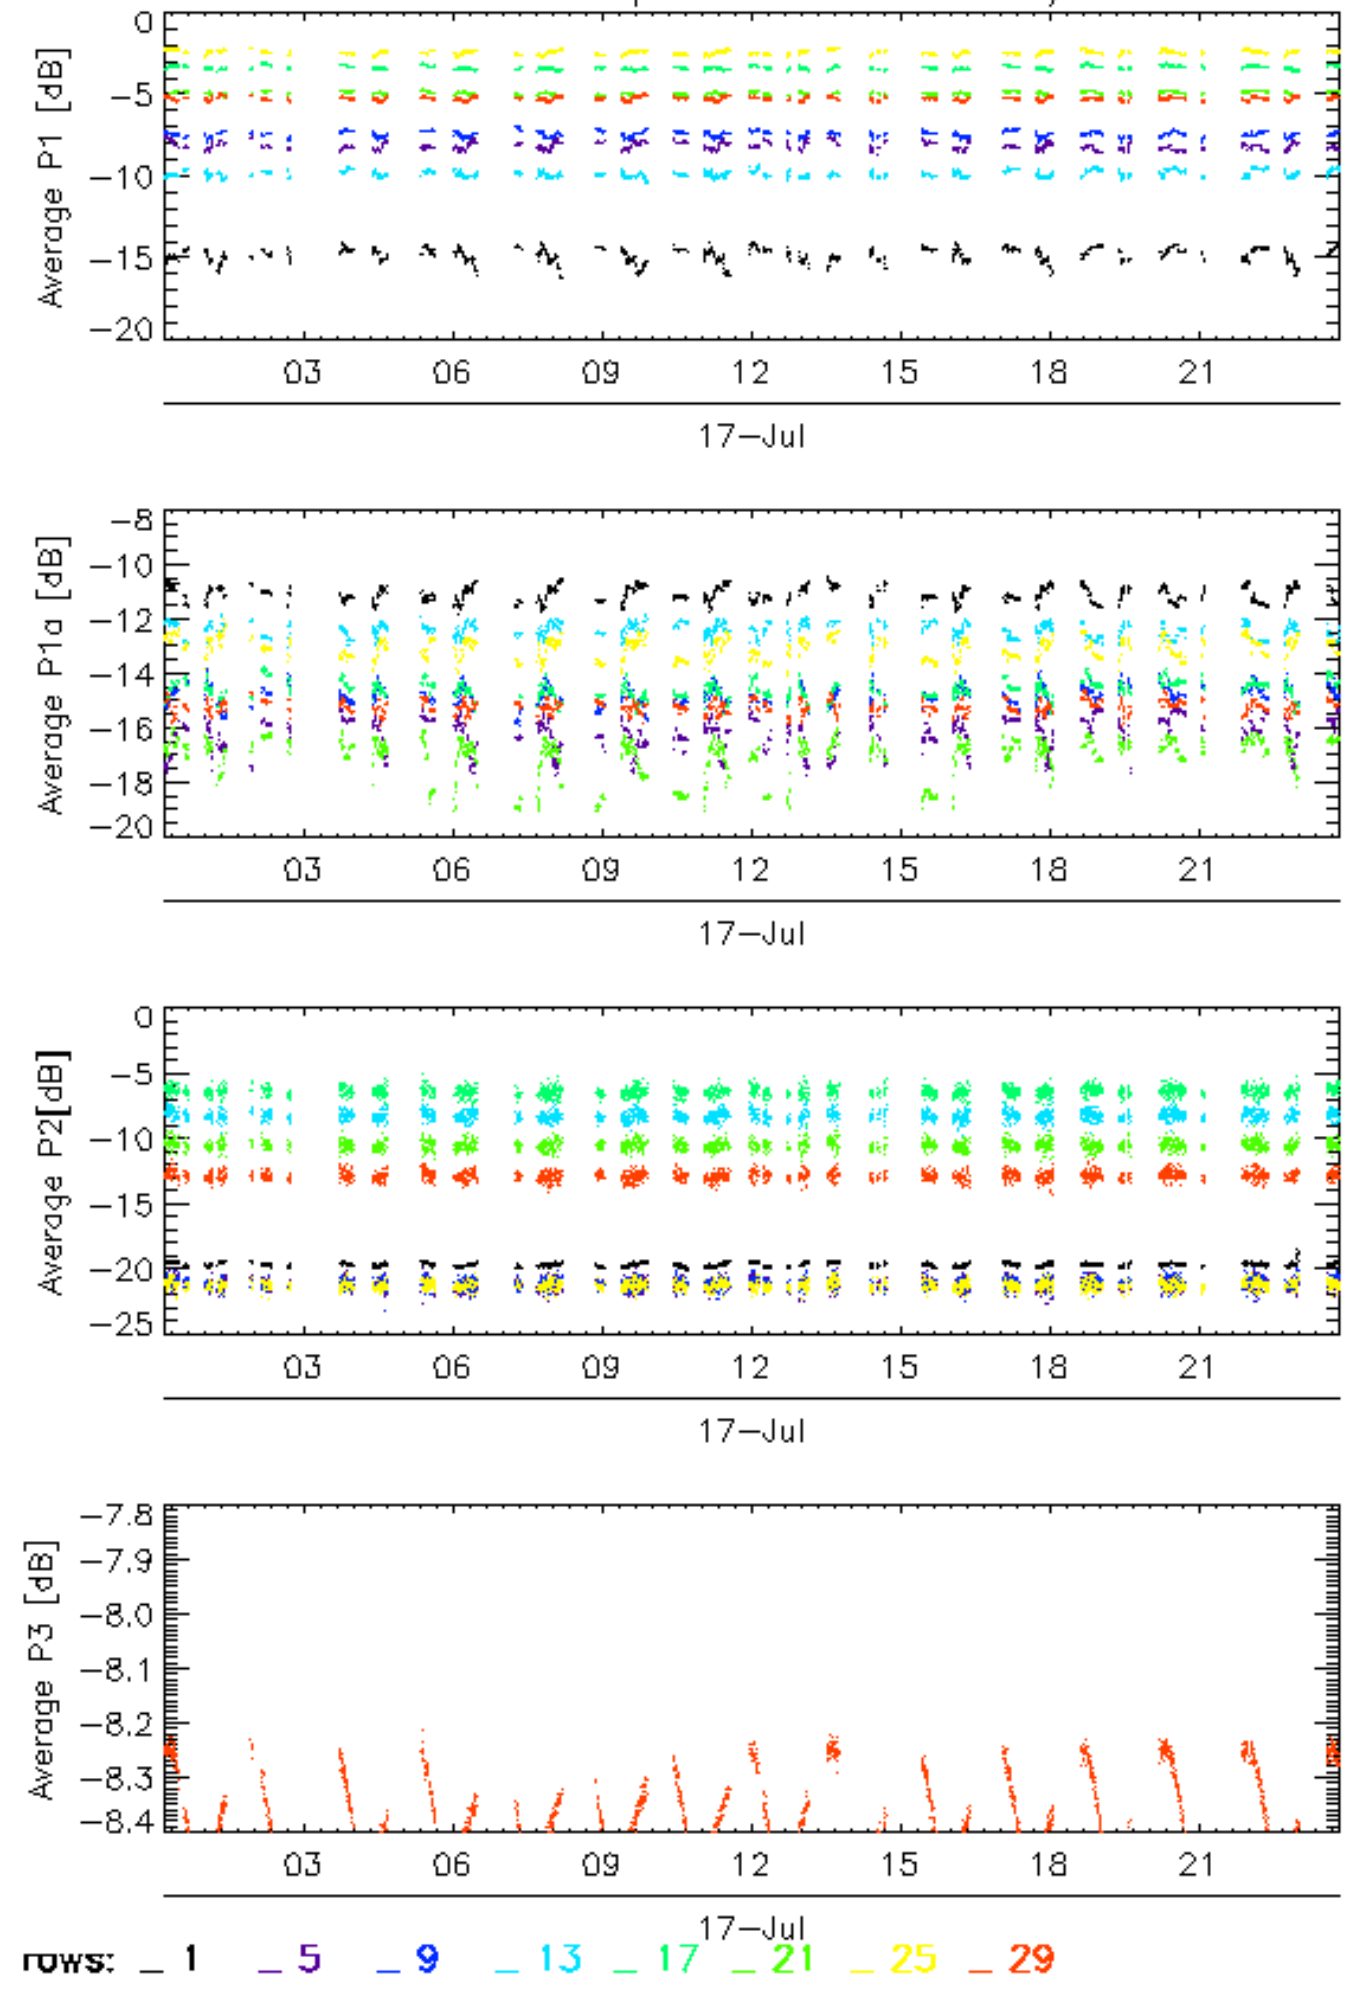 0
−5
−10
−15
−20
Average P1 [dB]
03 06 09 12 15 18 21
17−Jul
−8
−10
−12
−14
−16
−18
−20
Average P1a [dB]
03 06 09 12 15 18 21
17−Jul
0
−5
−10
−15
−20
−25
Average P2[dB]
03 06 09 12 15 18 21
17−Jul
−7.8
−7.9
−8.0
−8.1
−8.2
−8.3
−8.4
Average P3 [dB]
03 06 09 12 15 18 21
17−Jul
rows: _ 1 _ 5 _ 9 _ 13 _ 17 _ 21 _ 25 _ 29